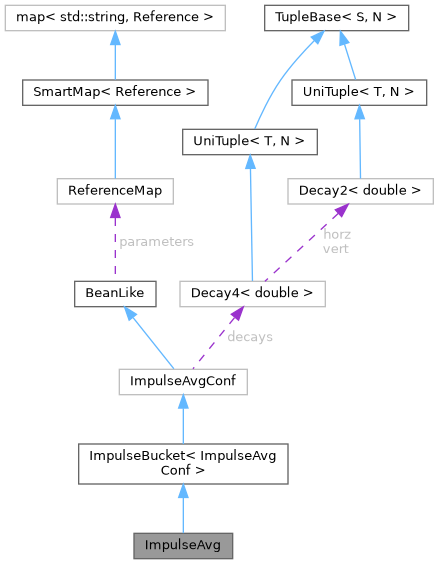 map< std::string, Reference >
TupleBase< S, N >
SmartMap< Reference >
UniTuple< T, N >
UniTuple< T, N >
ReferenceMap
Decay2< double >
parameters
horz
vert
BeanLike
Decay4< double >
decays
ImpulseAvgConf
ImpulseBucket< ImpulseAvg
Conf >
ImpulseAvg